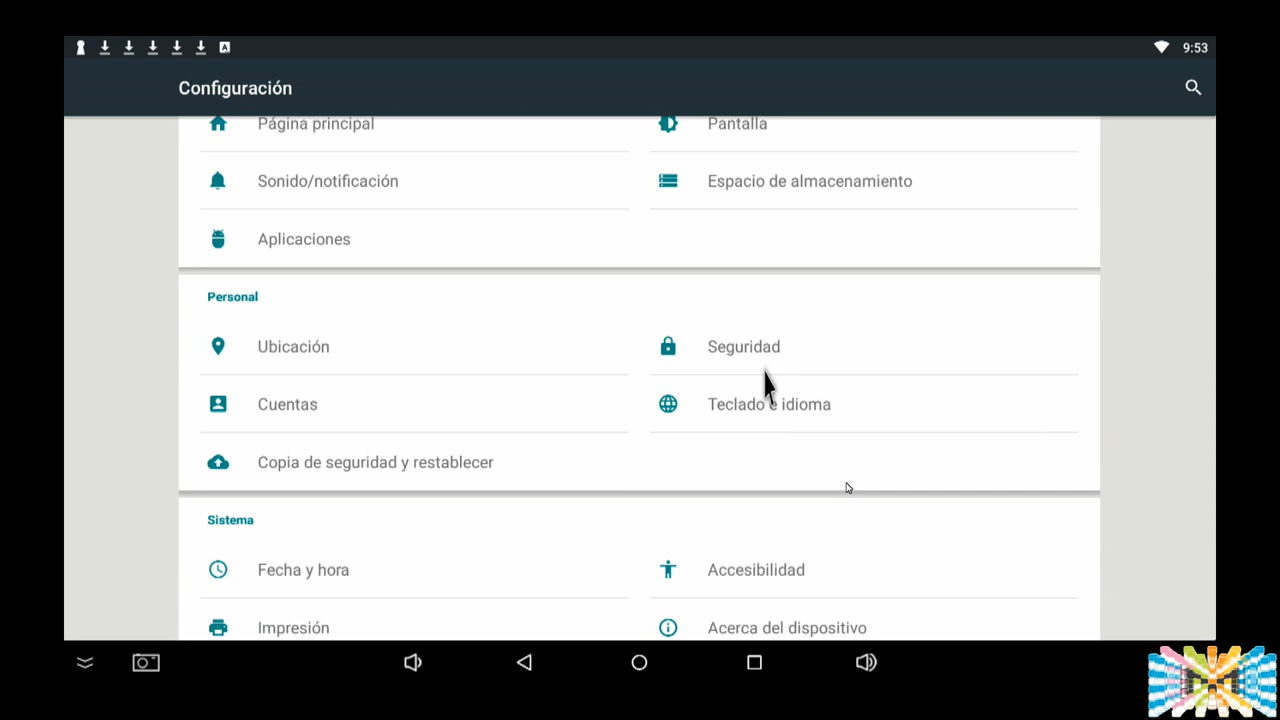 9:53
Configuración
Página principal
Pantalla
Sonido/notificación
Espacio de almacenamiento
Aplicaciones
Personal
Ubicación
Seguridad
Cuentas
Teclado e idioma
Copia de seguridad y restablecer
Sistema
Fecha y hora
Accesibilidad
Impresión
Acerca del dispositivo